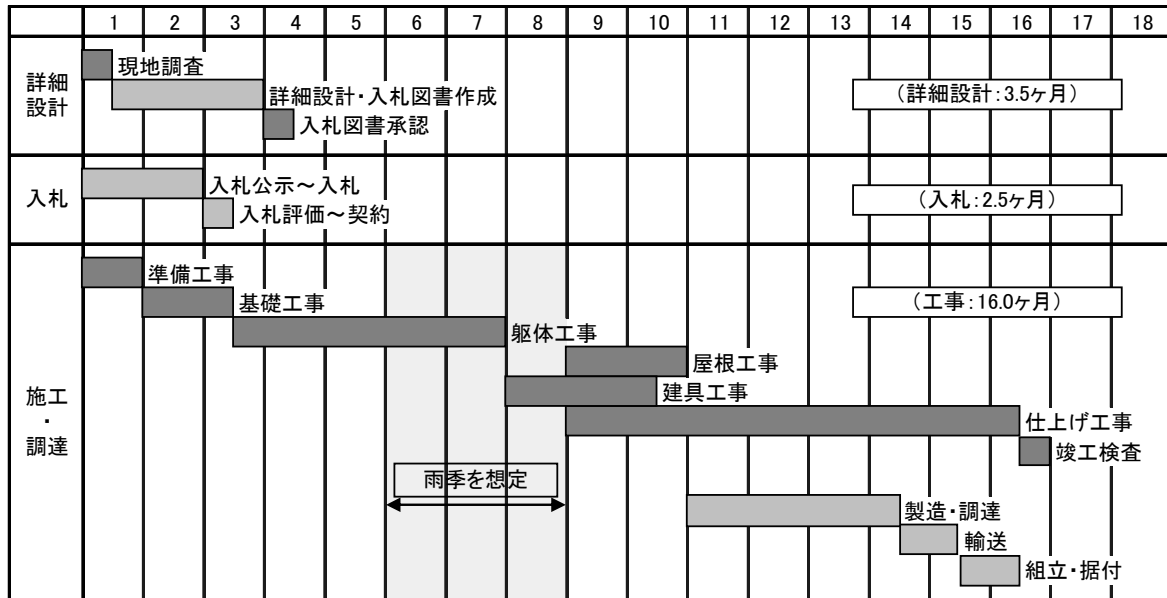 1 2 3 4 5 6 7 8 9 10 11 12 13 14 15 16 17 18
詳細
設計
現地調査
詳細設計・入札図書作成
（詳細設計：3.5ヶ月）
入札図書承認
入札
入札公示～入札
（入札：2.5ヶ月）
入札評価～契約
施工
・
調達
準備工事
基礎工事
（工事：16.0ヶ月）
躯体工事
屋根工事
建具工事
仕上げ工事
竣工検査
雨季を想定
製造・調達
輸送
組立・据付